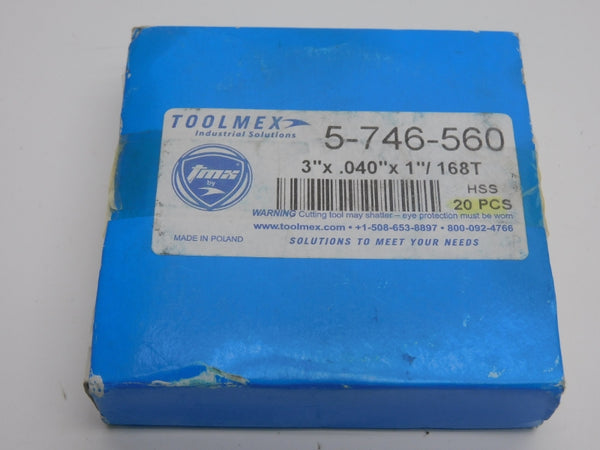 TOOLMEX
Industrial Solutions
5-746-560
3"x .040"x 1"/ 168T
tmx
by
HSS
20 PCS
WARNING Cutting tool may shatter – eye protection must be worn
www.toolmex.com • +1-508-653-8897 • 800-092-4766
MADE IN POLAND
SOLUTIONS TO MEET YOUR NEEDS